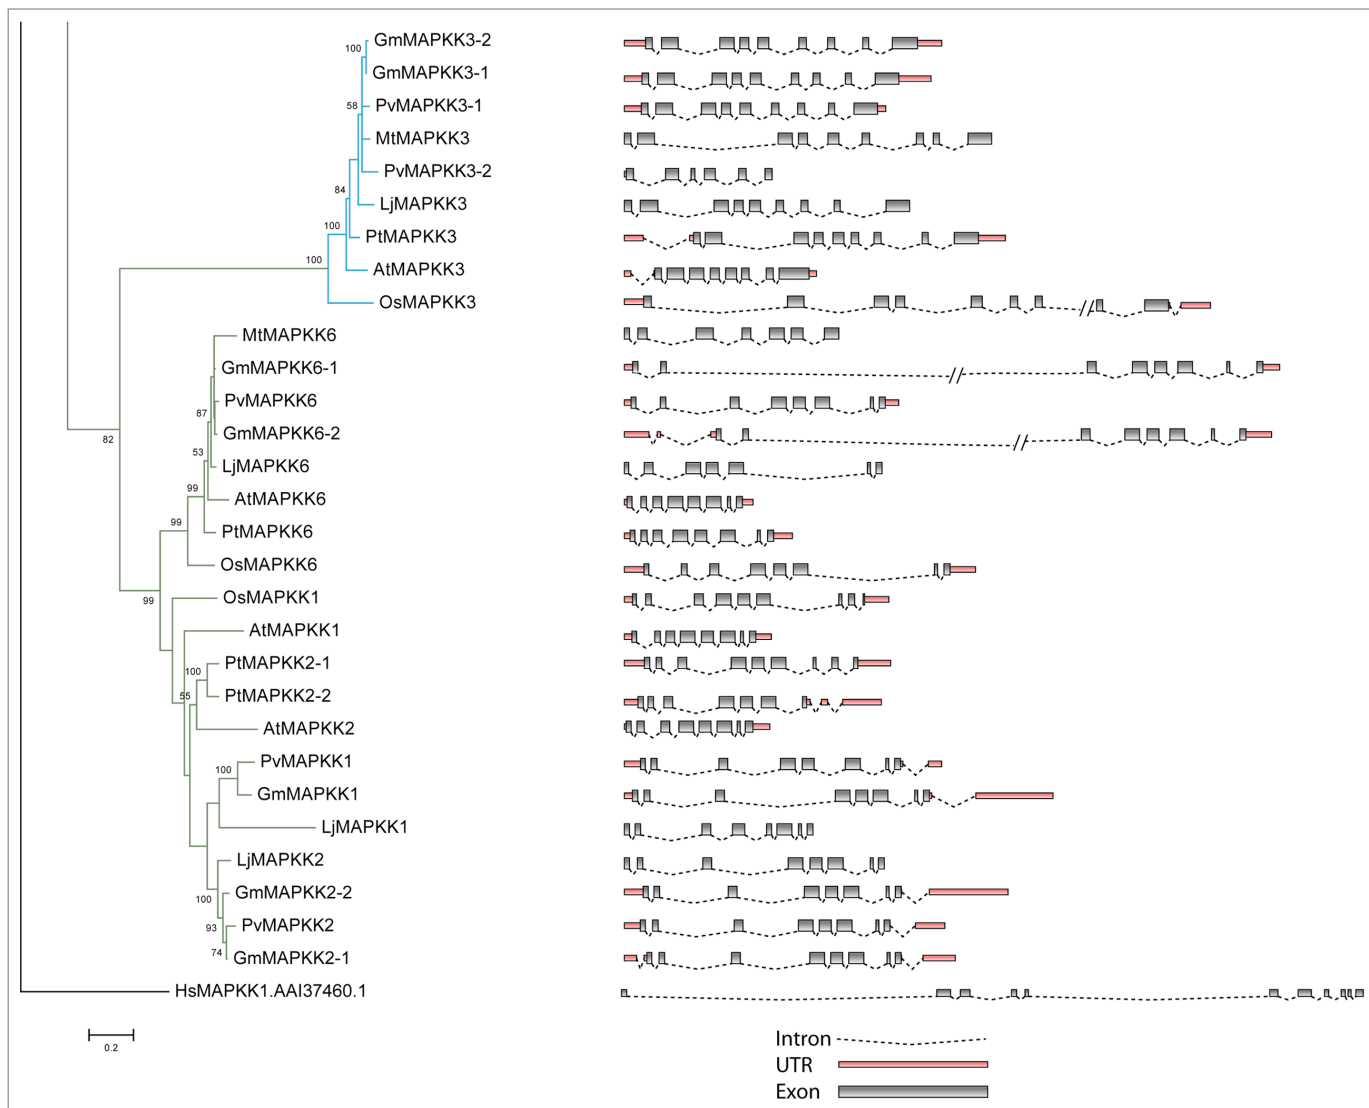 GmMAPKK3-2
100
GmMAPKK3-1
58
PvMAPKK3-1
MtMAPKK3
PvMAPKK3-2
84
LjMAPKK3
100
PtMAPKK3
100
AtMAPKK3
OsMAPKK3
MtMAPKK6
GmMAPKK6-1
PvMAPKK6
87
GmMAPKK6-2
82
53
LjMAPKK6
99
AtMAPKK6
99
PtMAPKK6
OsMAPKK6
99
OsMAPKK1
AtMAPKK1
PtMAPKK2-1
100
55
PtMAPKK2-2
AtMAPKK2
PvMAPKK1
100
GmMAPKK1
LjMAPKK1
LjMAPKK2
GmMAPKK2-2
100
PvMAPKK2
93
74
GmMAPKK2-1
HsMAPKK1.AAI37460.1
0.2
Intron
UTR
Exon